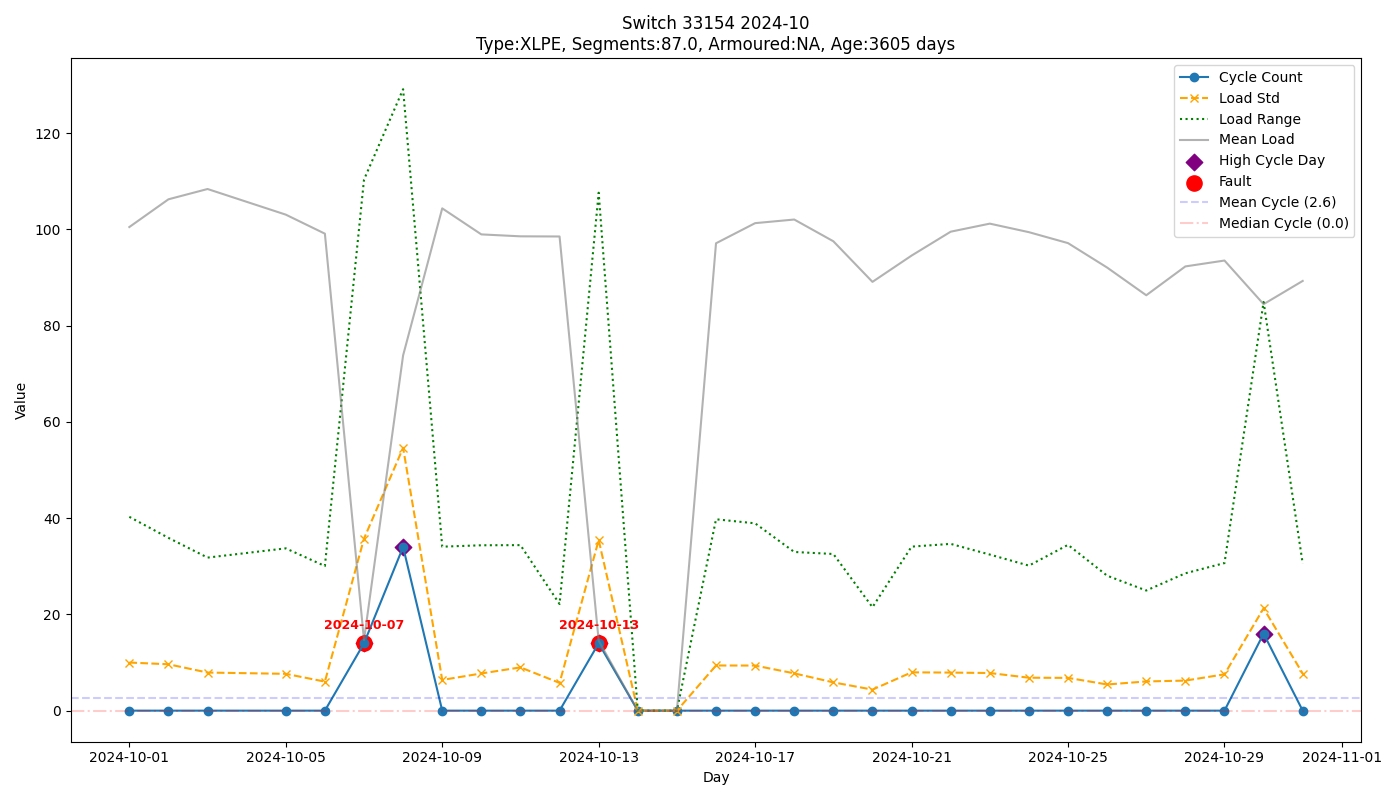 Switch 33154 2024-10
Type:XLPE, Segments:87.0, Armoured:NA, Age:3605 days
Cycle Count
Load Std
Load Range
Mean Load
High Cycle Day
Fault
Mean Cycle (2.6)
Median Cycle (0.0)
Value
120
100
80
60
40
20
0
2024-10-07
2024-10-13
2024-10-01
2024-10-05
2024-10-09
2024-10-13
2024-10-17
2024-10-21
2024-10-25
2024-10-29
2024-11-01
Day